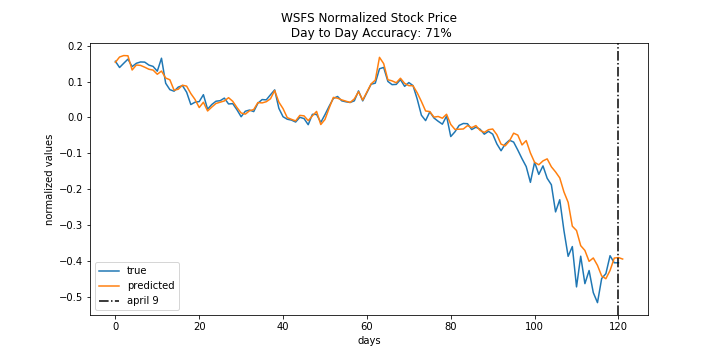 WSFS Normalized Stock Price
Day to Day Accuracy: 71%
normalized values
0.2
0.1
0.0
−0.1
−0.2
−0.3
−0.4
−0.5
true
predicted
april 9
0
20
40
60
80
100
120
days